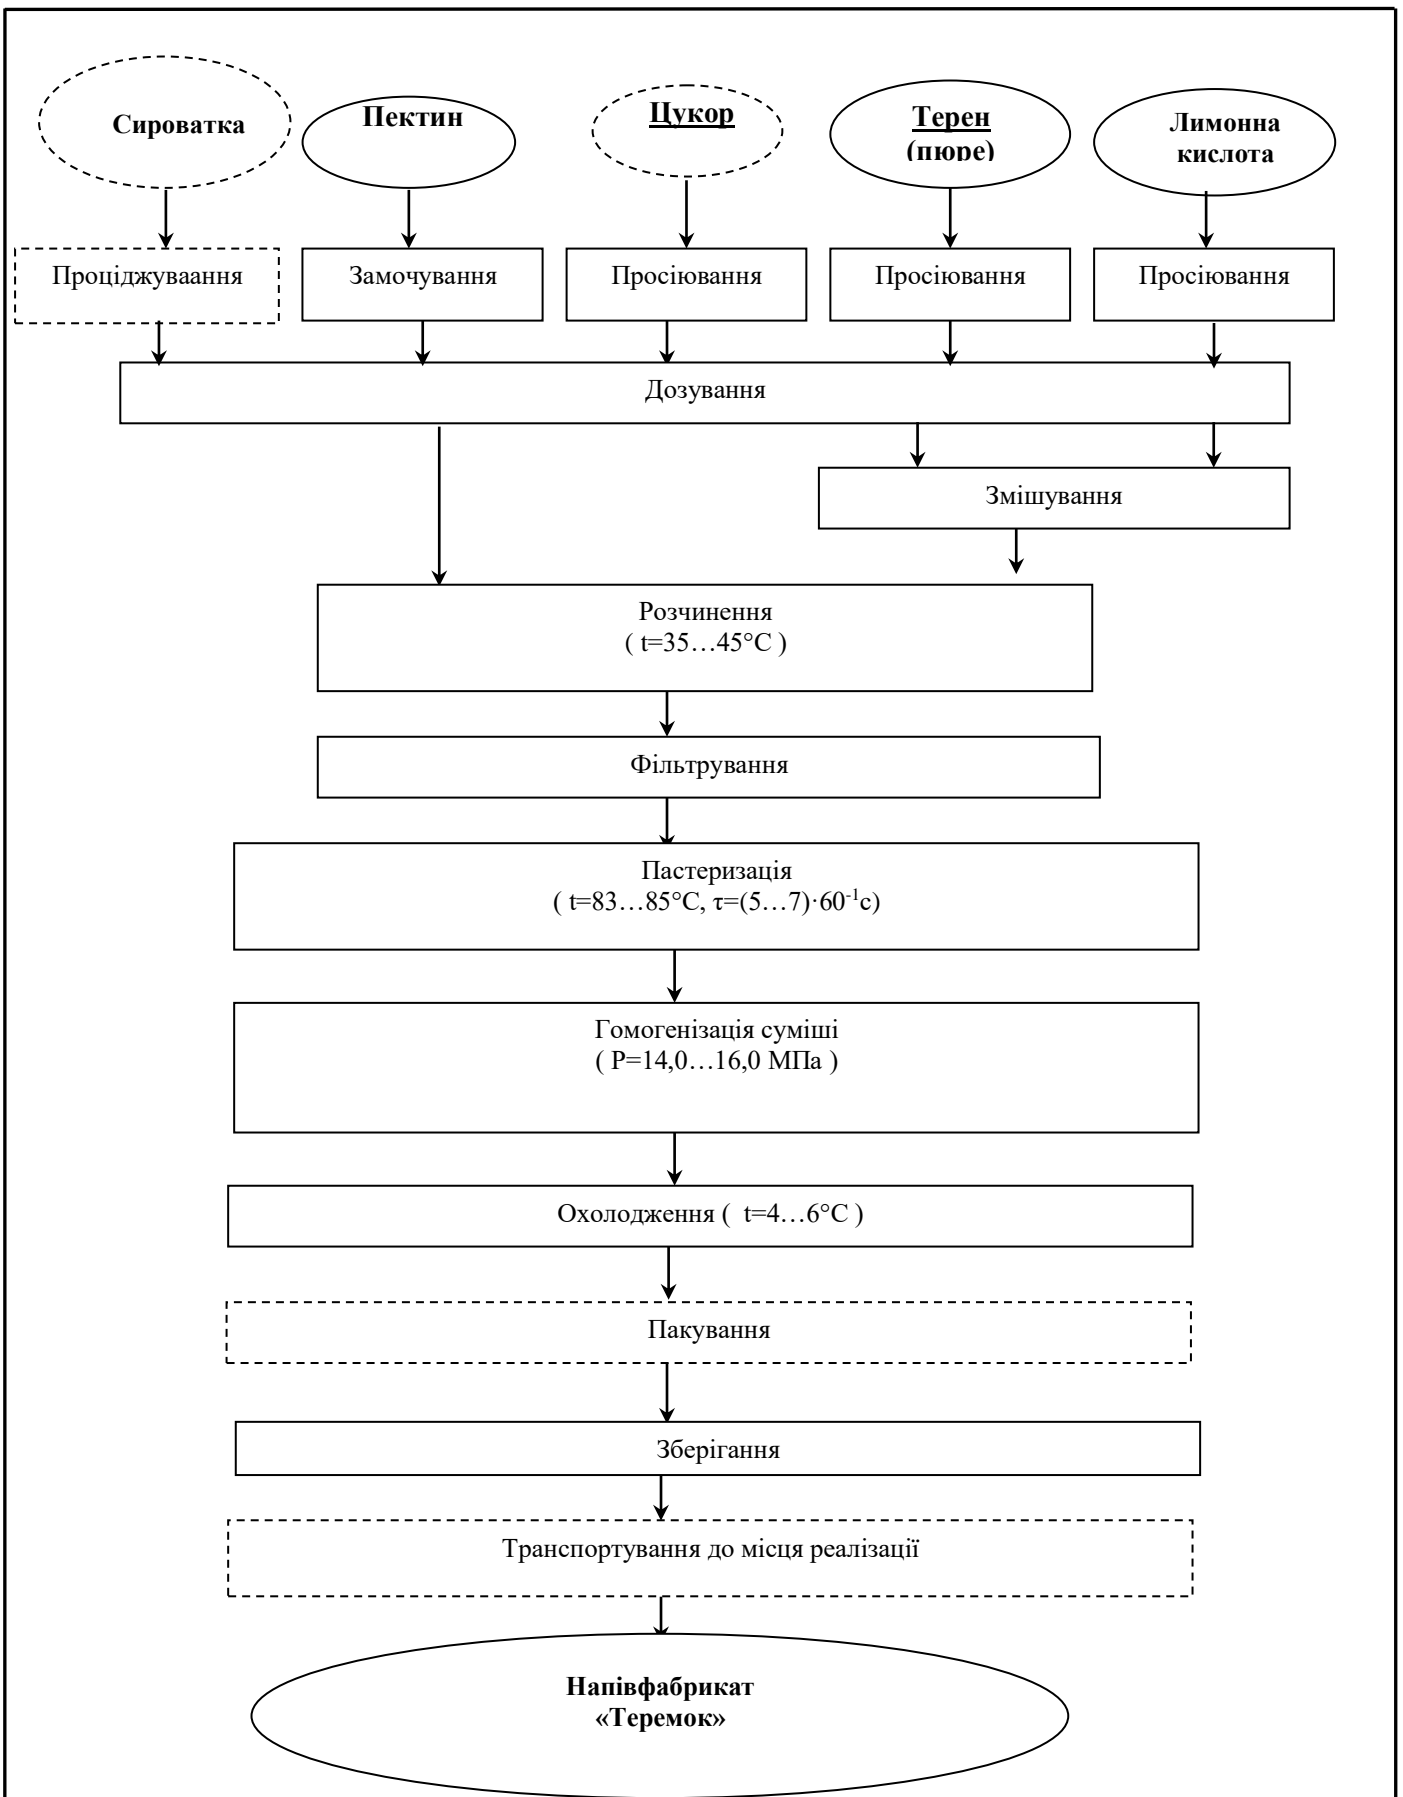 Сироватка
Пектин
Цукор
Терен
(пюре)
Лимонна
кислота
Проціджуваання
Замочування
Просіювання
Просіювання
Просіювання
Дозування
Змішування
Розчинення
( t=35…45°С )
Фільтрування
Пастеризація
( t=83…85°С, τ=(5…7)·60⁻¹с)
Гомогенізація суміші
( Р=14,0…16,0 МПа )
Охолодження ( t=4…6°С )
Пакування
Зберігання
Транспортування до місця реалізації
Напівфабрикат
«Теремок»